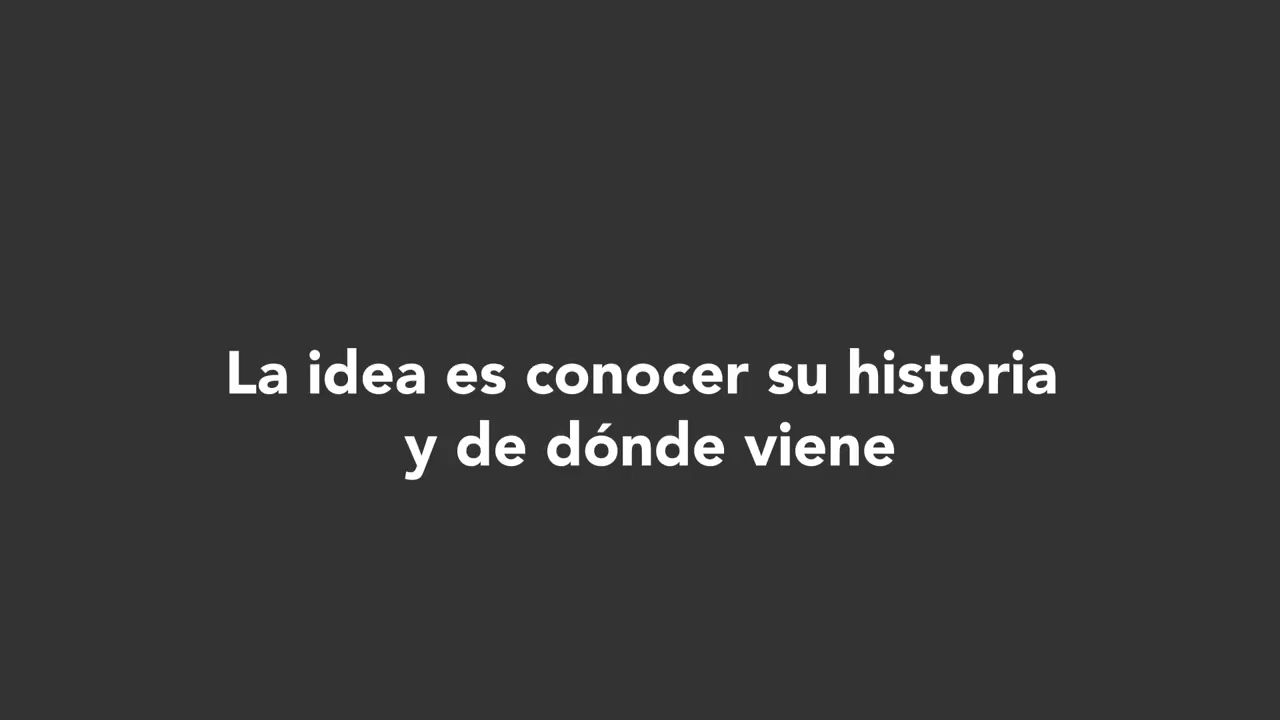 La idea es conocer su historia
y de dónde viene